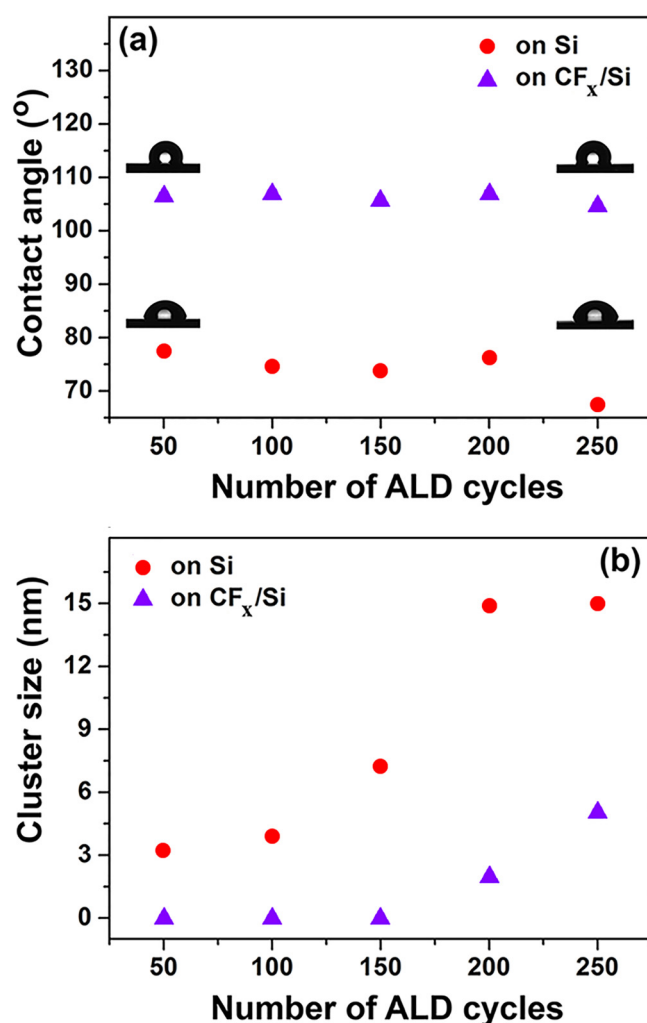 (a)
on Si
on CFₓ/Si
130
120
110
100
90
80
70
Contact angle (°)
50 100 150 200 250
Number of ALD cycles
(b)
on Si
on CFₓ/Si
15
12
9
6
3
0
Cluster size (nm)
50 100 150 200 250
Number of ALD cycles